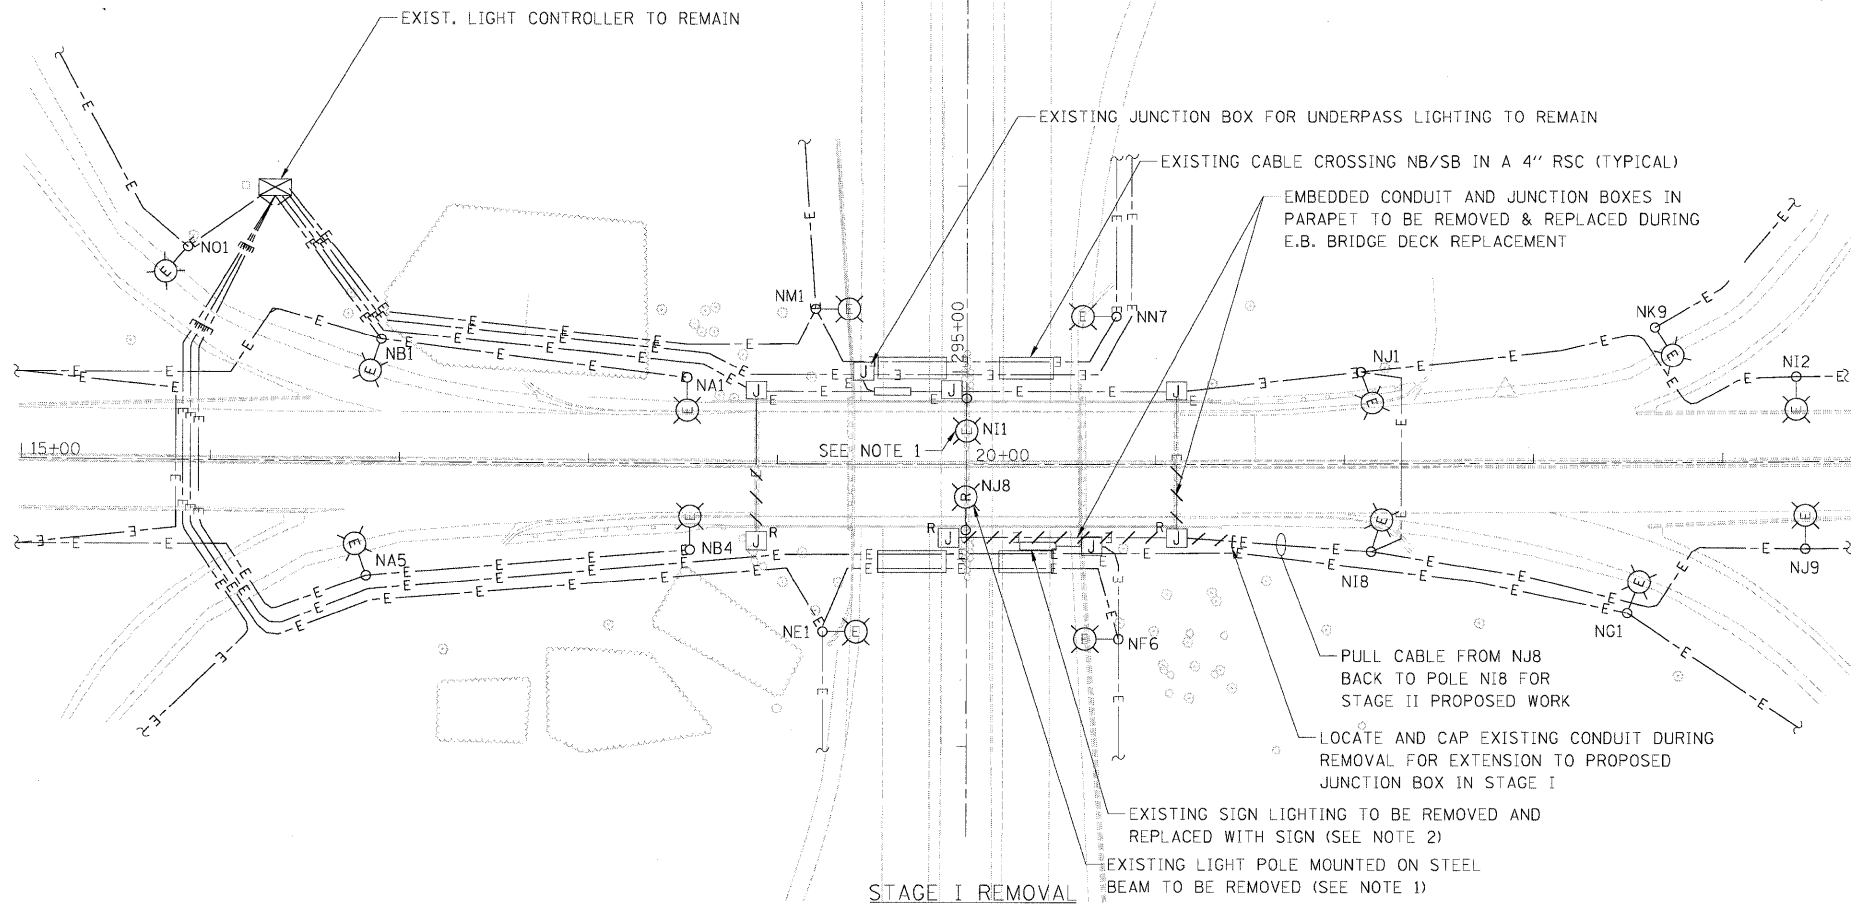 EXIST. LIGHT CONTROLLER TO REMAIN
EXISTING JUNCTION BOX FOR UNDERPASS LIGHTING TO REMAIN
EXISTING CABLE CROSSING NB/SB IN A 4" RSC (TYPICAL)
EMBEDDED CONDUIT AND JUNCTION BOXES IN
PARAPET TO BE REMOVED & REPLACED DURING
E.B. BRIDGE DECK REPLACEMENT
NO1
NM1
NN7
NK9
295+00
NB1
NA1
NJ1
NI2
NI1
SEE NOTE 1
15+00
20+00
NJ8
R
R
R
R
J
J
J
J
J
J
J
J
NA5
NB4
NI8
NJ9
NE1
NF6
NG1
PULL CABLE FROM NJ8
BACK TO POLE NI8 FOR
STAGE II PROPOSED WORK
LOCATE AND CAP EXISTING CONDUIT DURING
REMOVAL FOR EXTENSION TO PROPOSED
JUNCTION BOX IN STAGE I
EXISTING SIGN LIGHTING TO BE REMOVED AND
REPLACED WITH SIGN (SEE NOTE 2)
EXISTING LIGHT POLE MOUNTED ON STEEL
BEAM TO BE REMOVED (SEE NOTE 1)
STAGE I REMOVAL